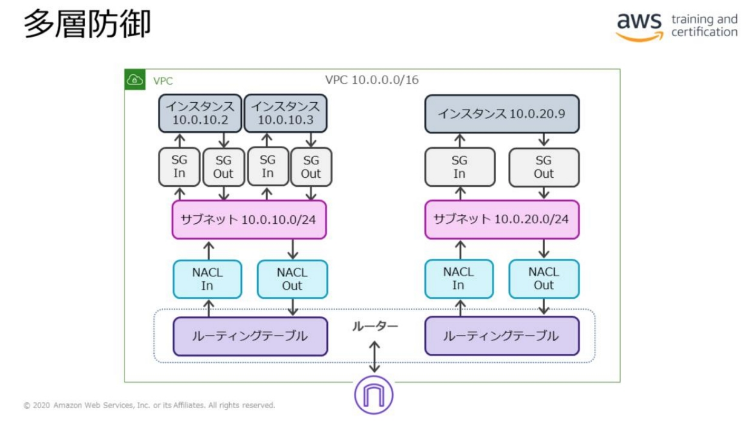 多層防御
aws training and certification
VPC
VPC 10.0.0.0/16
インスタンス
10.0.10.2
インスタンス
10.0.10.3
インスタンス 10.0.20.9
SG
In
SG
Out
SG
In
SG
Out
SG
In
SG
Out
サブネット 10.0.10.0/24
サブネット 10.0.20.0/24
NACL
In
NACL
Out
NACL
In
NACL
Out
ルーティングテーブル
ルーター
ルーティングテーブル
© 2020 Amazon Web Services, Inc. or its Affiliates. All rights reserved.